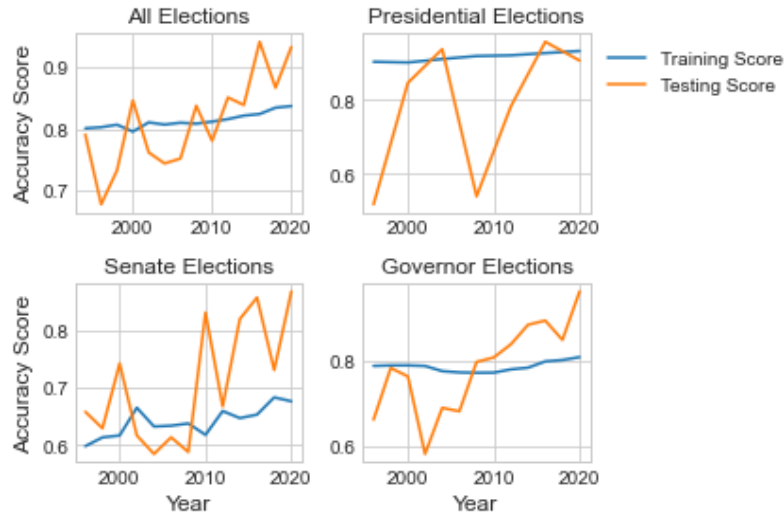 All Elections
Presidential Elections
Training Score
Testing Score
Accuracy Score
0.9
0.8
0.7
2000
2010
2020
0.8
0.6
2000
2010
2020
Senate Elections
Governor Elections
Accuracy Score
0.8
0.7
0.6
2000
2010
2020
Year
0.8
0.6
2000
2010
2020
Year